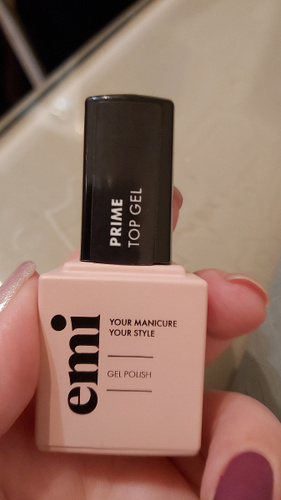 PRIME
TOP GEL
emi
YOUR MANICURE
YOUR STYLE
GEL POLISH